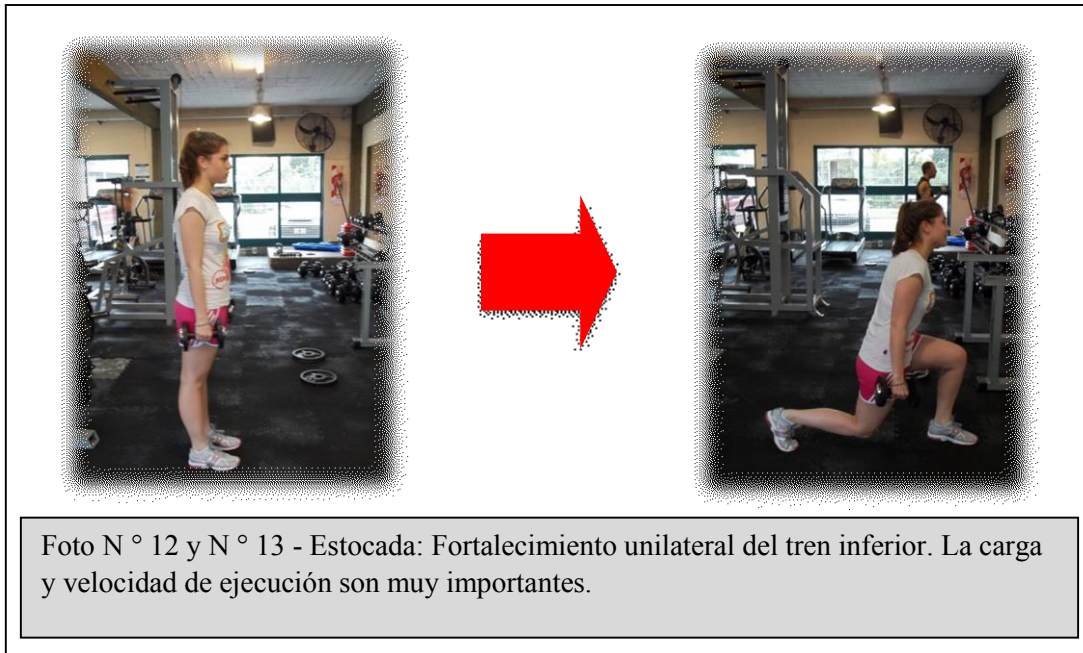 Foto N ° 12 y N ° 13 - Estocada: Fortalecimiento unilateral del tren inferior. La carga
y velocidad de ejecución son muy importantes.